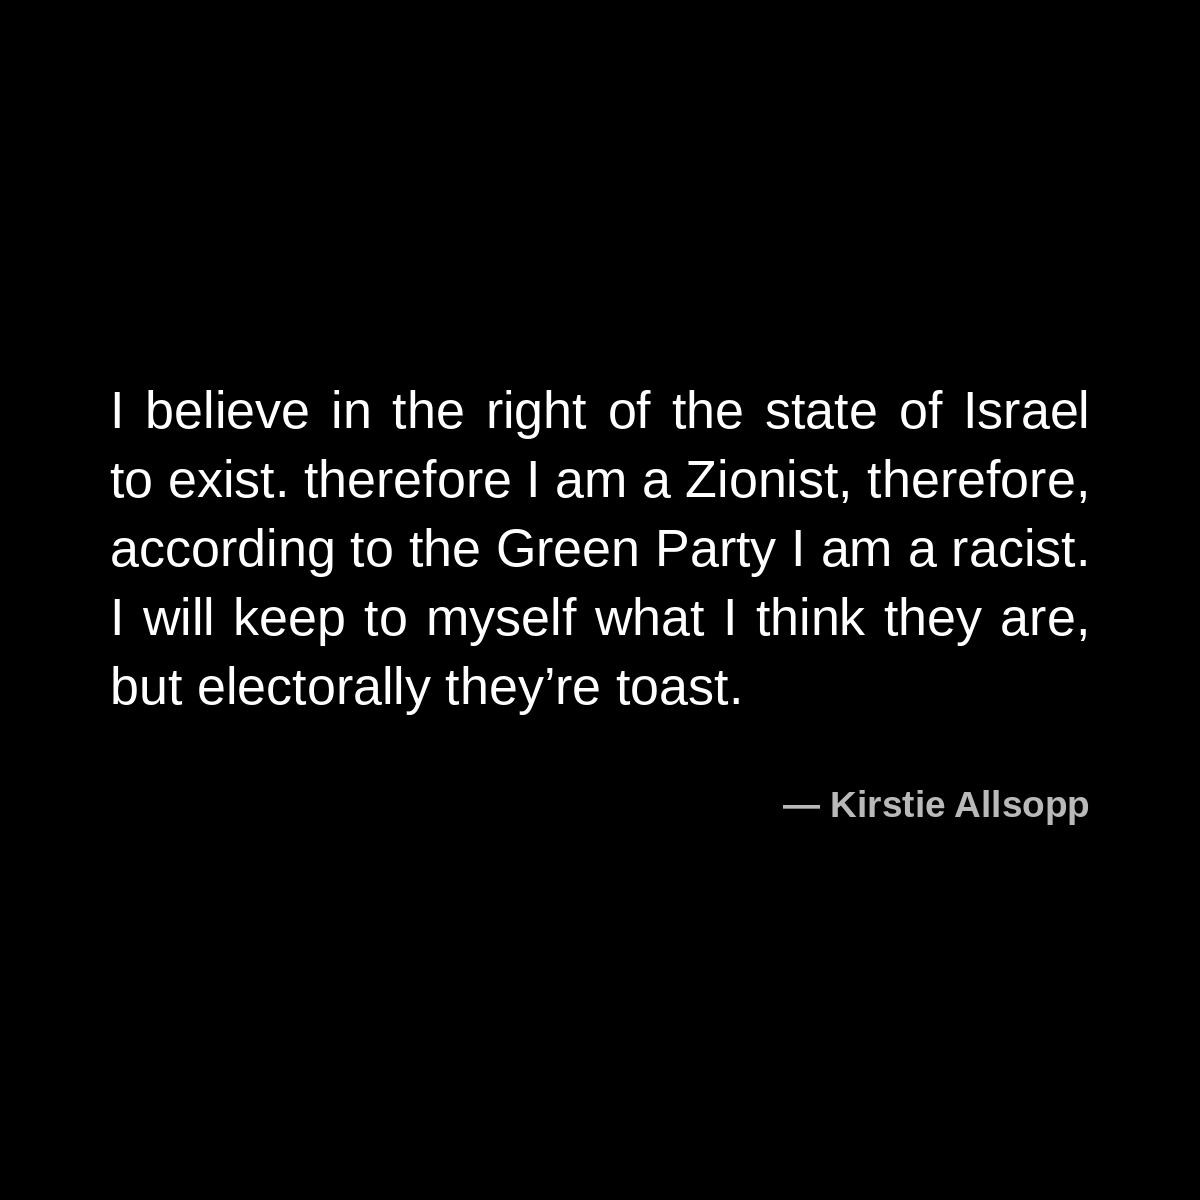 I believe in the right of the state of Israel
to exist. therefore I am a Zionist, therefore,
according to the Green Party I am a racist.
I will keep to myself what I think they are,
but electorally they’re toast.
— Kirstie Allsopp